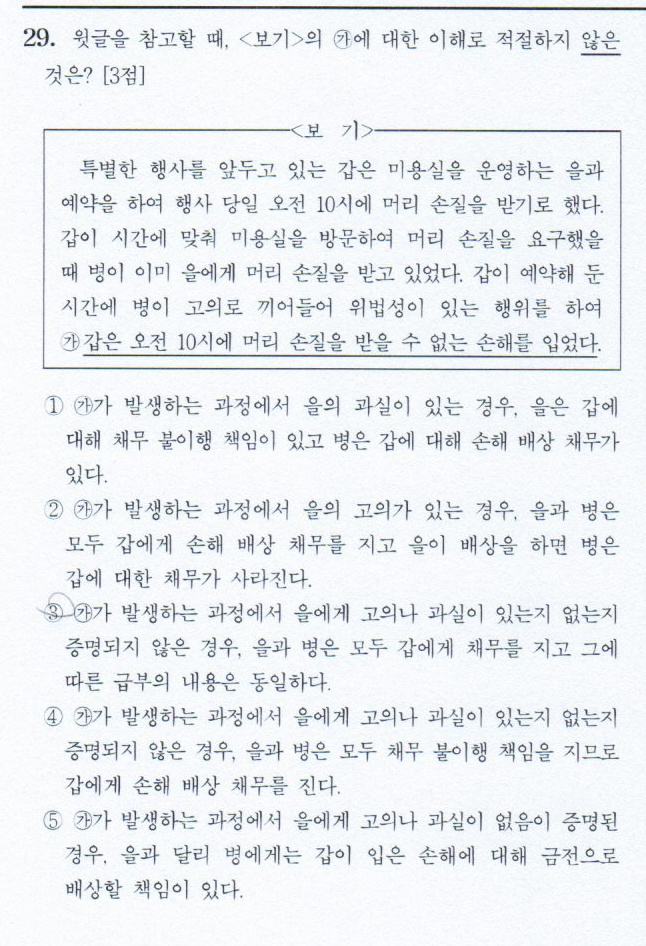 29. 윗글을 참고할 때, <보기>의 ㉮에 대한 이해로 적절하지 않은
것은? [3점]
<보 기>
특별한 행사를 앞두고 있는 갑은 미용실을 운영하는 을과
예약을 하여 행사 당일 오전 10시에 머리 손질을 받기로 했다.
갑이 시간에 맞춰 미용실을 방문하여 머리 손질을 요구했을
때 병이 이미 을에게 머리 손질을 받고 있었다. 갑이 예약해 둔
시간에 병이 고의로 끼어들어 위법성이 있는 행위를 하여
㉮갑은 오전 10시에 머리 손질을 받을 수 없는 손해를 입었다.
① ㉮가 발생하는 과정에서 을의 과실이 있는 경우, 을은 갑에
대해 채무 불이행 책임이 있고 병은 갑에 대해 손해 배상 채무가
있다.
② ㉮가 발생하는 과정에서 을의 고의가 있는 경우, 을과 병은
모두 갑에게 손해 배상 채무를 지고 을이 배상을 하면 병은
갑에 대한 채무가 사라진다.
③ ㉮가 발생하는 과정에서 을에게 고의나 과실이 있는지 없는지
증명되지 않은 경우, 을과 병은 모두 갑에게 채무를 지고 그에
따른 급부의 내용은 동일하다.
④ ㉮가 발생하는 과정에서 을에게 고의나 과실이 있는지 없는지
증명되지 않은 경우, 을과 병은 모두 채무 불이행 책임을 지므로
갑에게 손해 배상 채무를 진다.
⑤ ㉮가 발생하는 과정에서 을에게 고의나 과실이 없음이 증명된
경우, 을과 달리 병에게는 갑이 입은 손해에 대해 금전으로
배상할 책임이 있다.